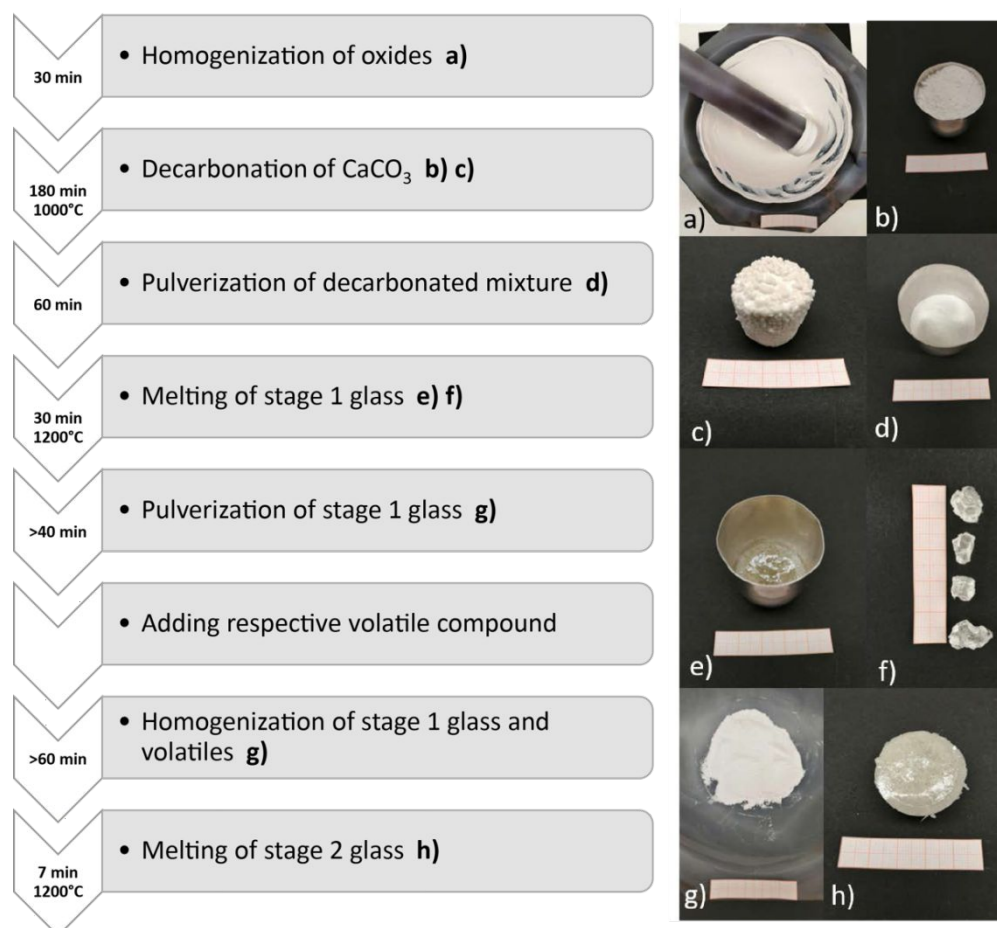 30 min
• Homogenization of oxides a)
180 min
1000°C
• Decarbonation of CaCO₃ b) c)
60 min
• Pulverization of decarbonated mixture d)
30 min
1200°C
• Melting of stage 1 glass e) f)
>40 min
• Pulverization of stage 1 glass g)
• Adding respective volatile compound
>60 min
• Homogenization of stage 1 glass and
volatiles g)
7 min
1200°C
• Melting of stage 2 glass h)
a)
b)
c)
d)
e)
f)
g)
h)